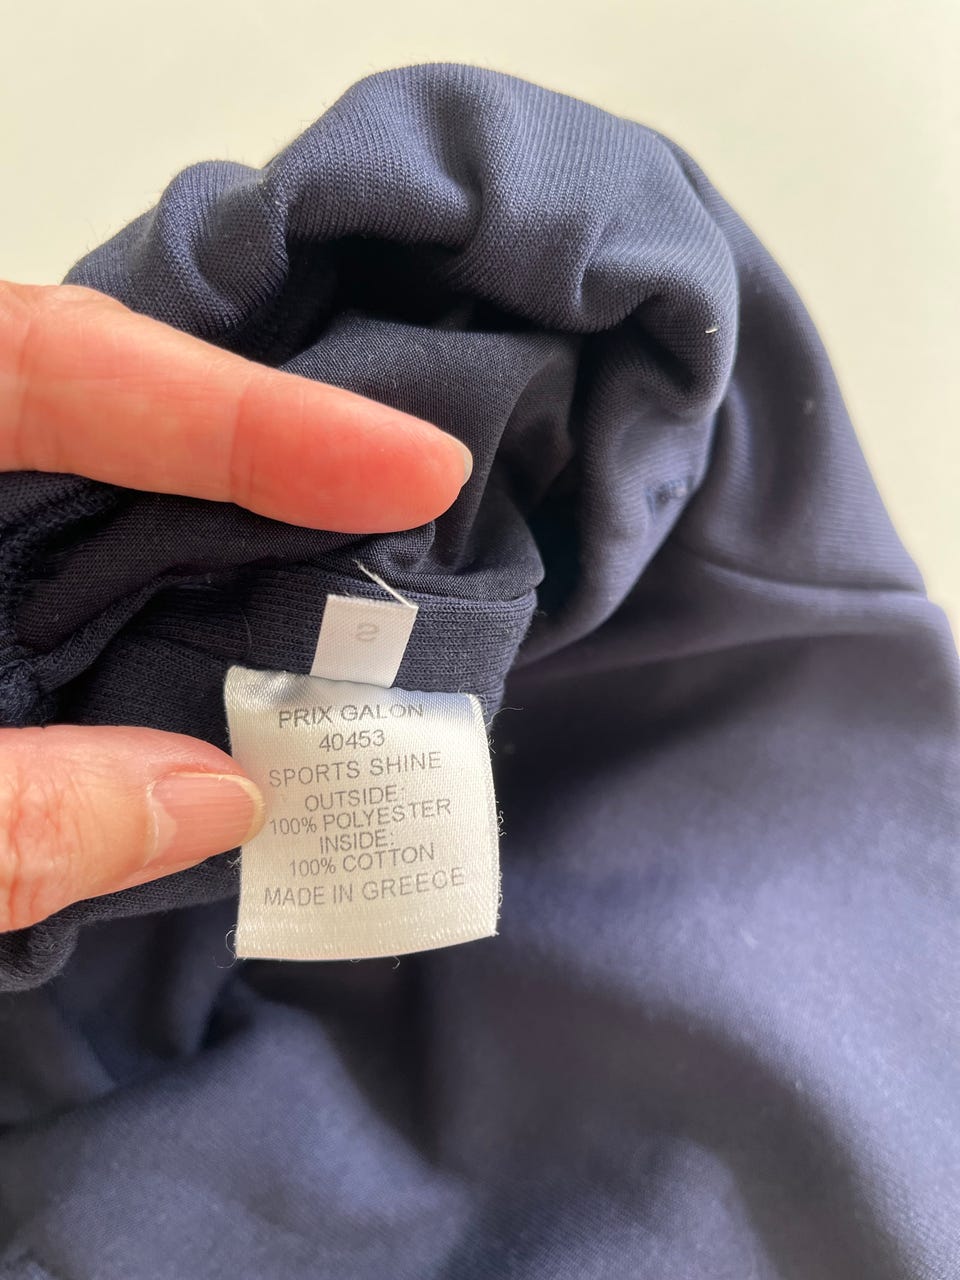 S
PRIX GALON
40453
SPORTS SHINE
OUTSIDE:
100% POLYESTER
INSIDE:
100% COTTON
MADE IN GREECE